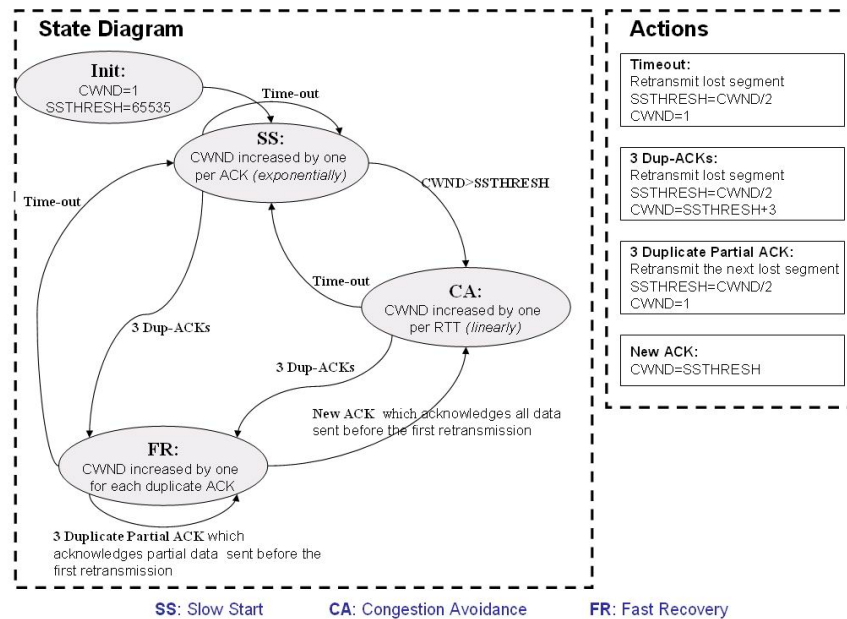 State Diagram
Init:
CWND=1
SSTHRESH=65535
Time-out
SS:
CWND increased by one
per ACK (exponentially)
CWND>SSTHRESH
Time-out
Time-out
CA:
CWND increased by one
per RTT (linearly)
3 Dup-ACKs
3 Dup-ACKs
New ACK which acknowledges all data
sent before the first retransmission
FR:
CWND increased by one
for each duplicate ACK
3 Duplicate Partial ACK which
acknowledges partial data sent before the
first retransmission
Actions
Timeout:
Retransmit lost segment
SSTHRESH=CWND/2
CWND=1
3 Dup-ACKs:
Retransmit lost segment
SSTHRESH=CWND/2
CWND=SSTHRESH+3
3 Duplicate Partial ACK:
Retransmit the next lost segment
SSTHRESH=CWND/2
CWND=1
New ACK:
CWND=SSTHRESH
SS: Slow Start CA: Congestion Avoidance FR: Fast Recovery